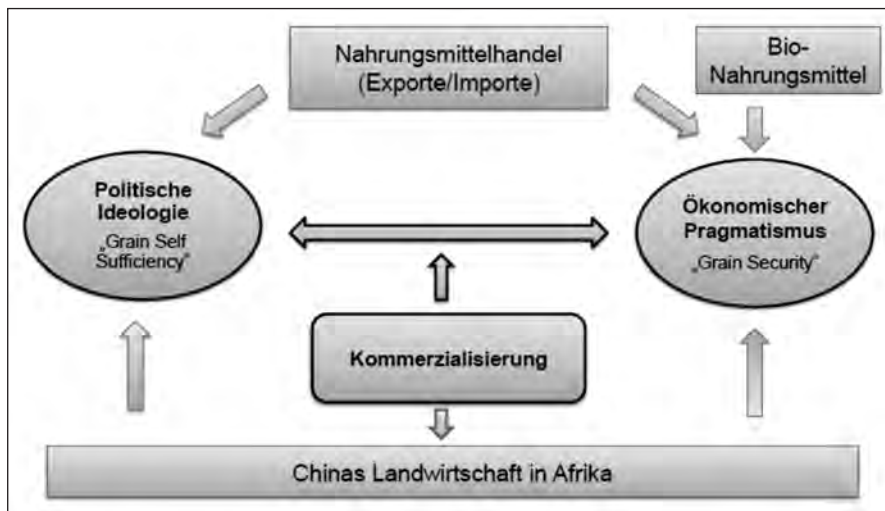 Nahrungsmittelhandel
(Exporte/Importe)
Bio-
Nahrungsmittel
Politische
Ideologie
„Grain Self
Sufficiency"
Ökonomischer
Pragmatismus
„Grain Security"
Kommerzialisierung
Chinas Landwirtschaft in Afrika